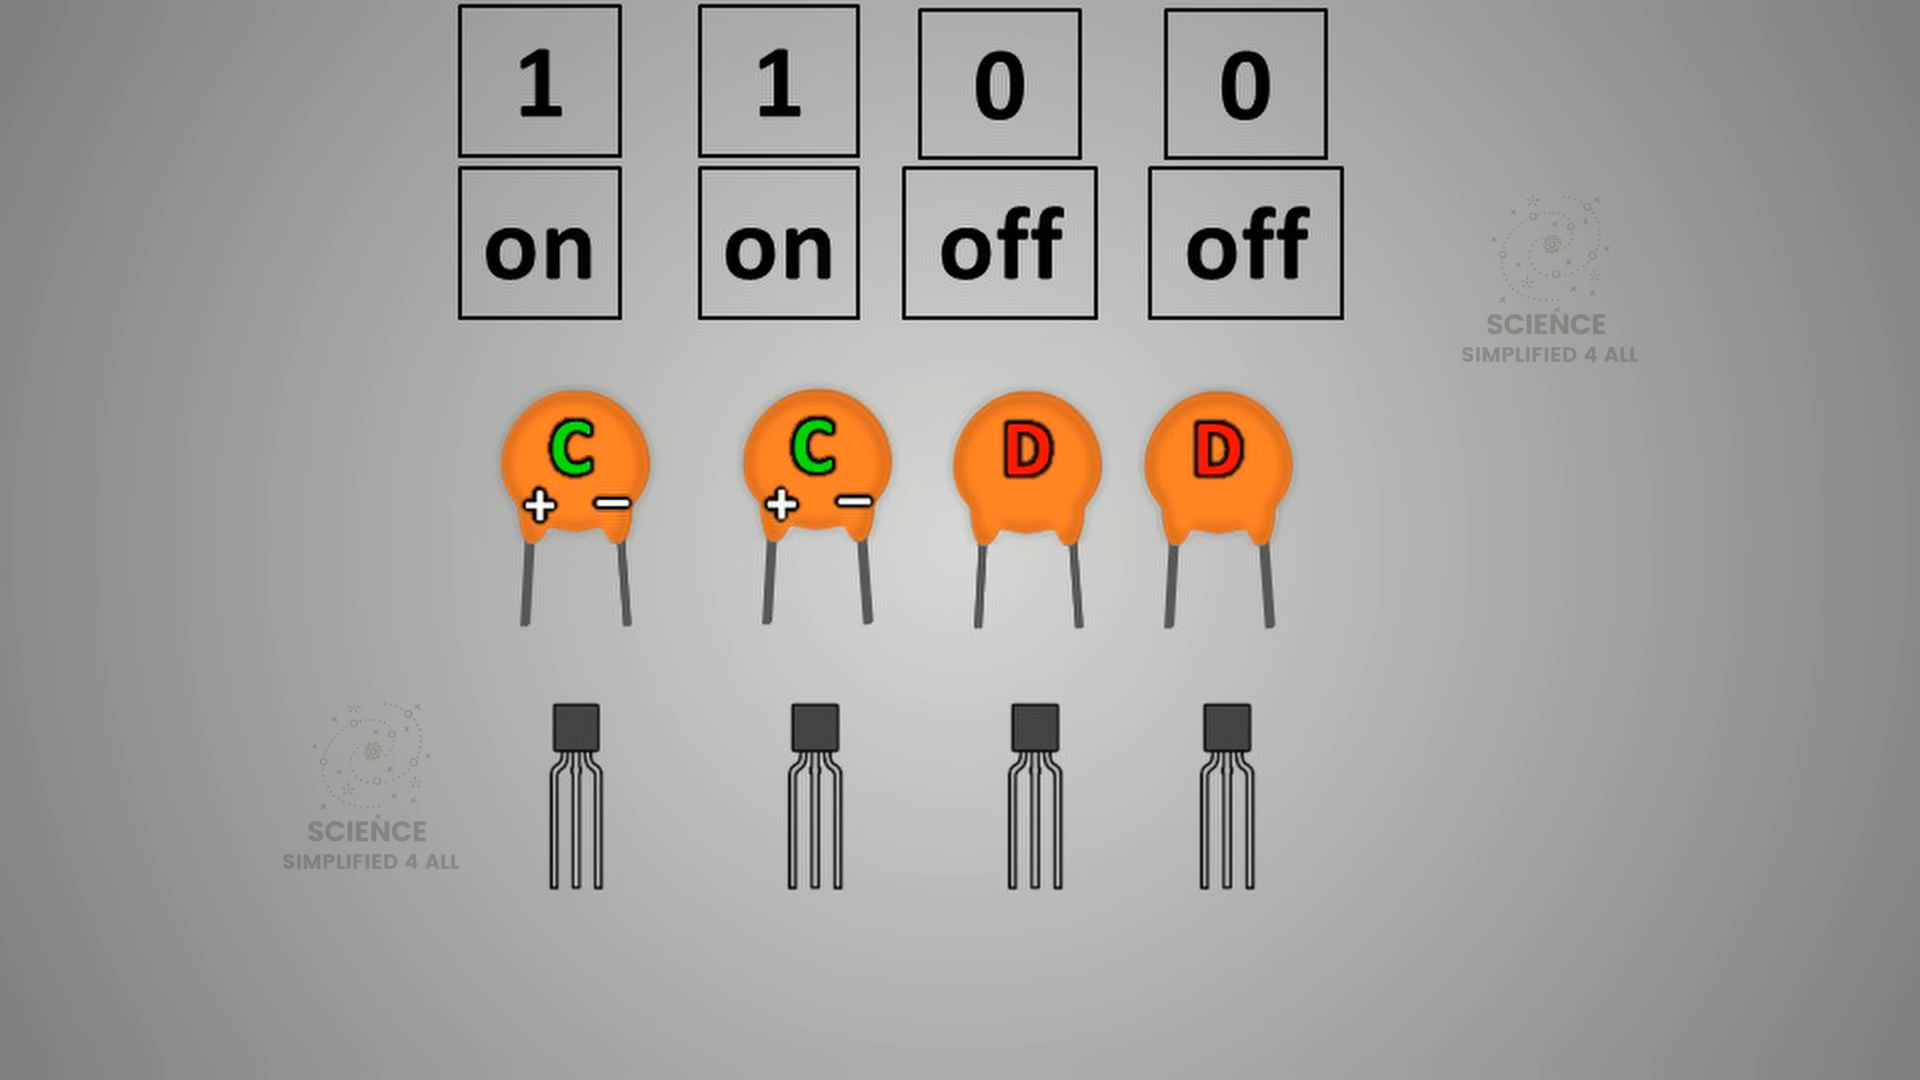 1 1 0 0
on on off off
SCIENCE
SIMPLIFIED 4 ALL
C C D D
+ − + −
SCIENCE
SIMPLIFIED 4 ALL